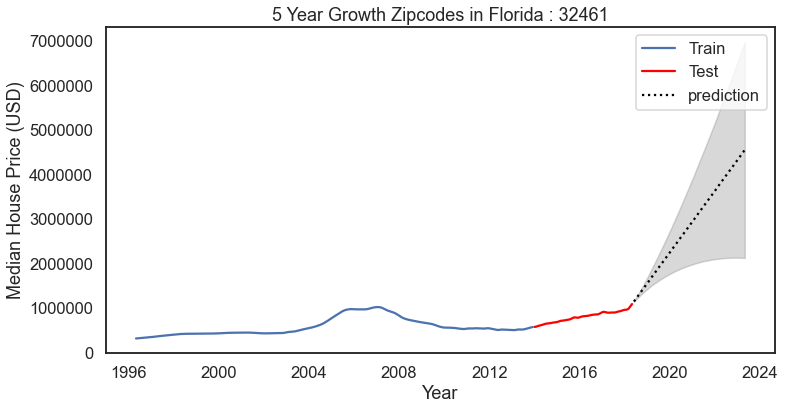 5 Year Growth Zipcodes in Florida : 32461
Train
Test
prediction
Median House Price (USD)
7000000
6000000
5000000
4000000
3000000
2000000
1000000
0
1996 2000 2004 2008 2012 2016 2020 2024
Year